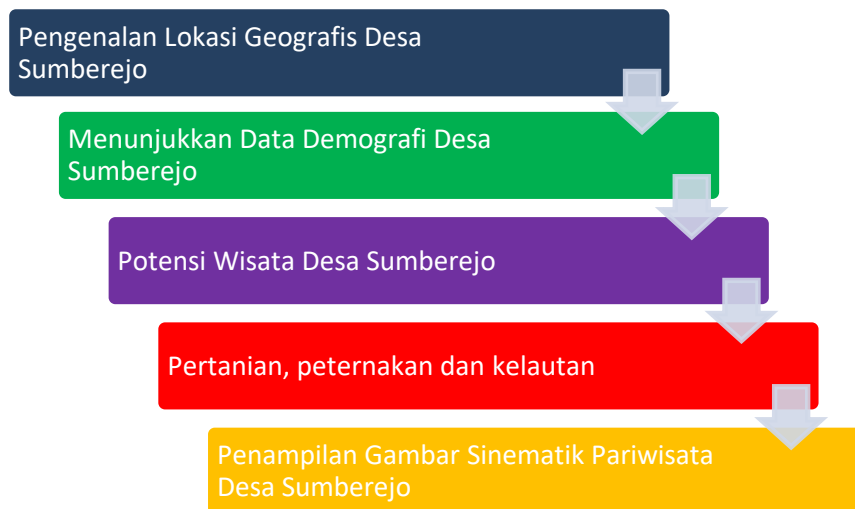 Pengenalan Lokasi Geografis Desa
Sumberejo
Menunjukkan Data Demografi Desa
Sumberejo
Potensi Wisata Desa Sumberejo
Pertanian, peternakan dan kelautan
Penampilan Gambar Sinematik Pariwisata
Desa Sumberejo